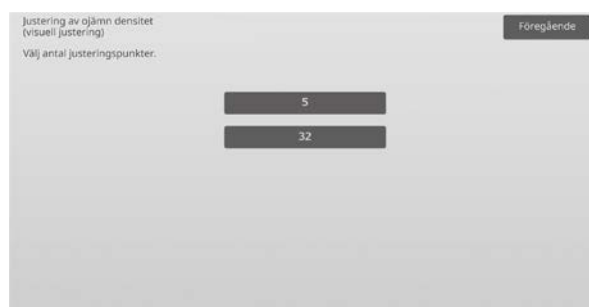 Justering av ojämn densitet
(visuell justering)
Föregående
Välj antal justeringspunkter.
5
32